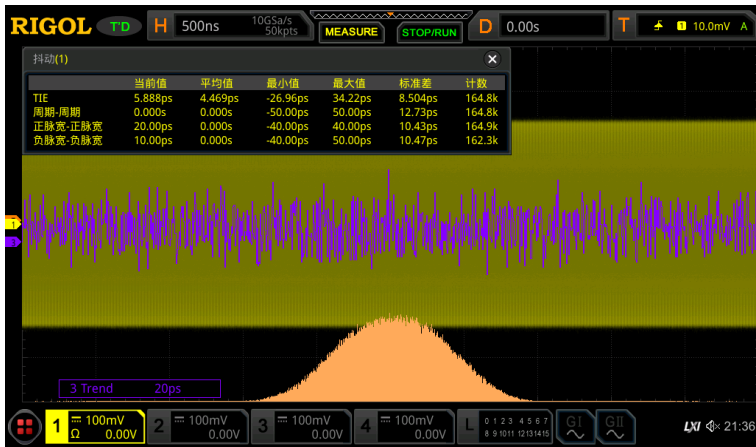 RIGOL T'D H 500ns 10GSa/s 50kpts MEASURE STOP/RUN D 0.00s T 1 10.0mV A
抖动(1)
当前值 平均值 最小值 最大值 标准差 计数
TIE 5.888ps 4.469ps -26.96ps 34.22ps 8.504ps 164.8k
周期-周期 0.000s 0.000s -50.00ps 50.00ps 12.73ps 164.8k
正脉宽-正脉宽 20.00ps 0.000s -40.00ps 40.00ps 10.43ps 164.9k
负脉宽-负脉宽 10.00ps 0.000s -40.00ps 50.00ps 10.47ps 162.3k
1
3
3 Trend 20ps
1 100mV Ω 0.00V 2 100mV 0.00V 3 100mV 0.00V 4 100mV 0.00V L 0 1 2 3 4 5 6 7 8 9 10 11 12 13 14 15 GI GII LXI 21:36